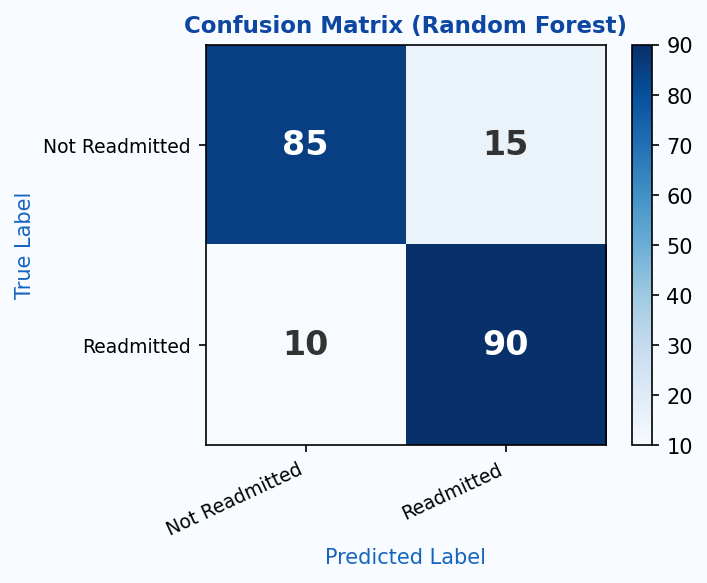 Confusion Matrix (Random Forest)
True Label
Not Readmitted
85
15
Readmitted
10
90
Not Readmitted
Readmitted
Predicted Label
90
80
70
60
50
40
30
20
10